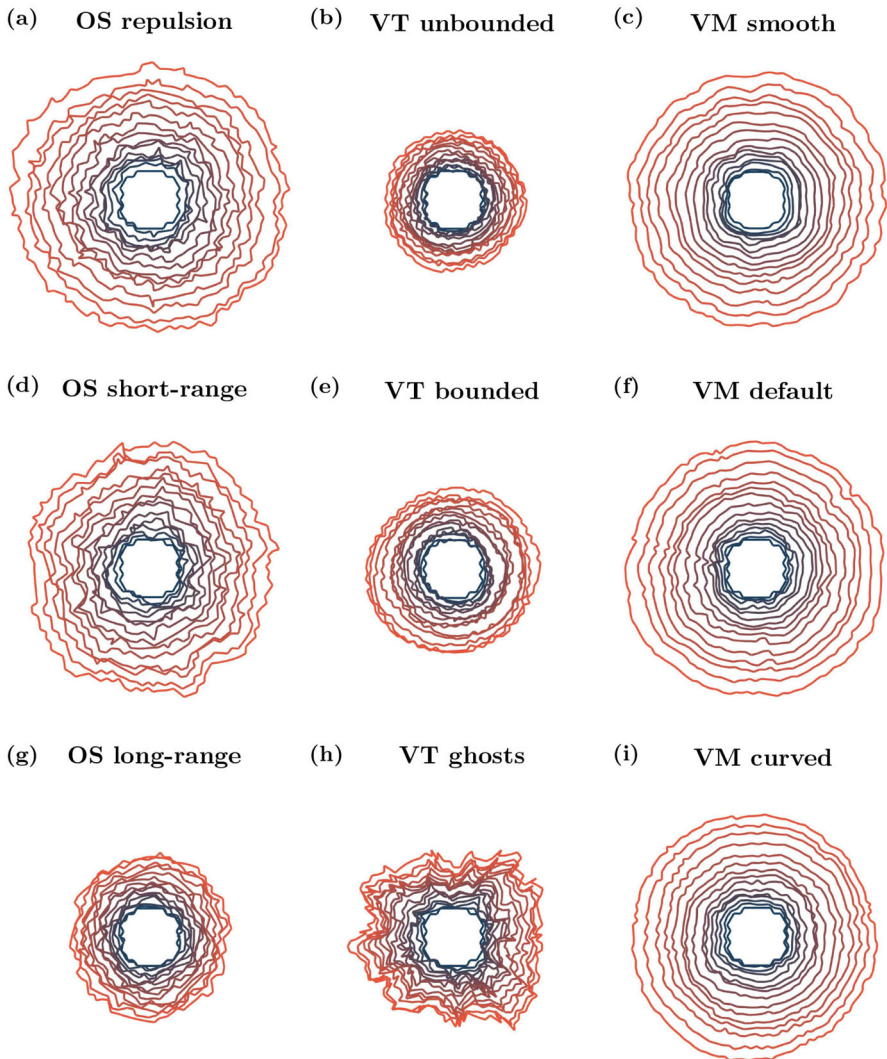 (a) OS repulsion (b) VT unbounded (c) VM smooth
(d) OS short-range (e) VT bounded (f) VM default
(g) OS long-range (h) VT ghosts (i) VM curved